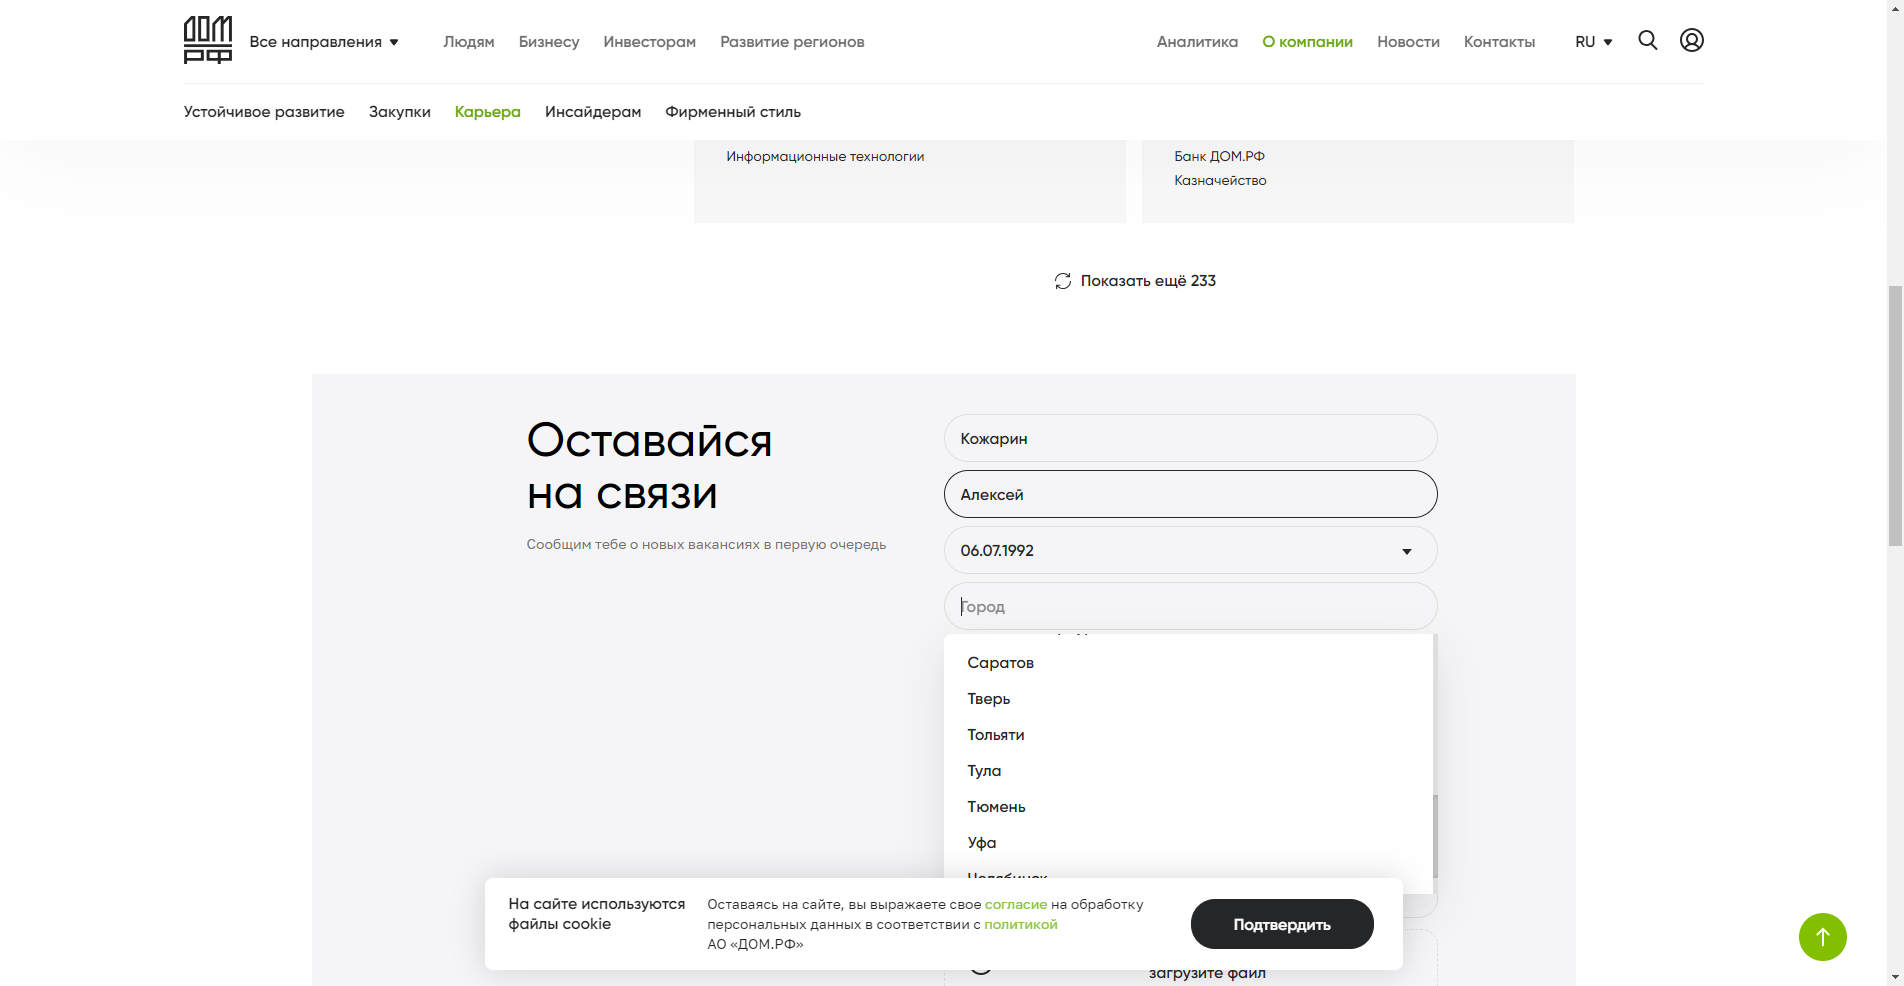 ДОМ
РФ
Все направления
Людям
Бизнесу
Инвесторам
Развитие регионов
Аналитика
О компании
Новости
Контакты
RU
Устойчивое развитие
Закупки
Карьера
Инсайдерам
Фирменный стиль
Информационные технологии
Банк ДОМ.РФ
Казначейство
Показать ещё 233
Оставайся
на связи
Сообщим тебе о новых вакансиях в первую очередь
Кожарин
Алексей
06.07.1992
Город
Саратов
Тверь
Тольяти
Тула
Тюмень
Уфа
Челябинск
На сайте используются
файлы cookie
Оставаясь на сайте, вы выражаете свое согласие на обработку
персональных данных в соответствии с политикой
АО «ДОМ.РФ»
Подтвердить
загрузите файл